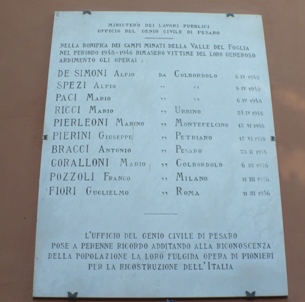 MINISTERO DEI LAVORI PUBBLICI
UFFICIO DEL GENIO CIVILE DI PESARO
NELLA BONIFICA DEI CAMPI MINATI DELLA VALLE DEL FOGLIA
NEL PERIODO 1945-1946 RIMASERO VITTIME DEL LORO GENEROSO
ARDIMENTO GLI OPERAI:
DE SIMONI ALFIO DA COLBORDOLO
SPEZI ALFIO " "
PACI MARIO " "
RICCI MARIO " URBINO
PIERLEONI MARINO " MONTEFELCINO
PIERINI GIUSEPPE " PETRIANO
BRACCI ANTONIO " PESARO
CORALLONI MARIO " COLBORDOLO
POZZOLI FRANCO " MILANO
FIORI GUGLIELMO " ROMA
L'UFFICIO DEL GENIO CIVILE DI PESARO
POSE A PERENNE RICORDO ADDITANDO ALLA RICONOSCENZA
DELLA POPOLAZIONE LA LORO FULGIDA OPERA DI PIONIERI
PER LA RICOSTRUZIONE DELL'ITALIA